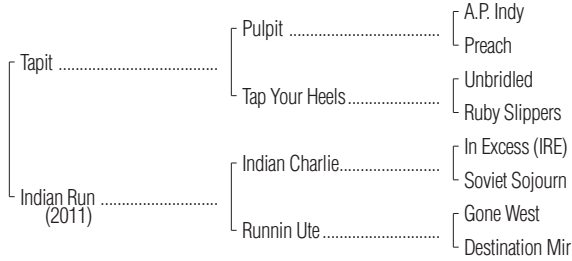 Tapit
Pulpit
A.P. Indy
Preach
Tap Your Heels
Unbridled
Ruby Slippers
Indian Run
(2011)
Indian Charlie
In Excess (IRE)
Soviet Sojourn
Runnin Ute
Gone West
Destination Mir